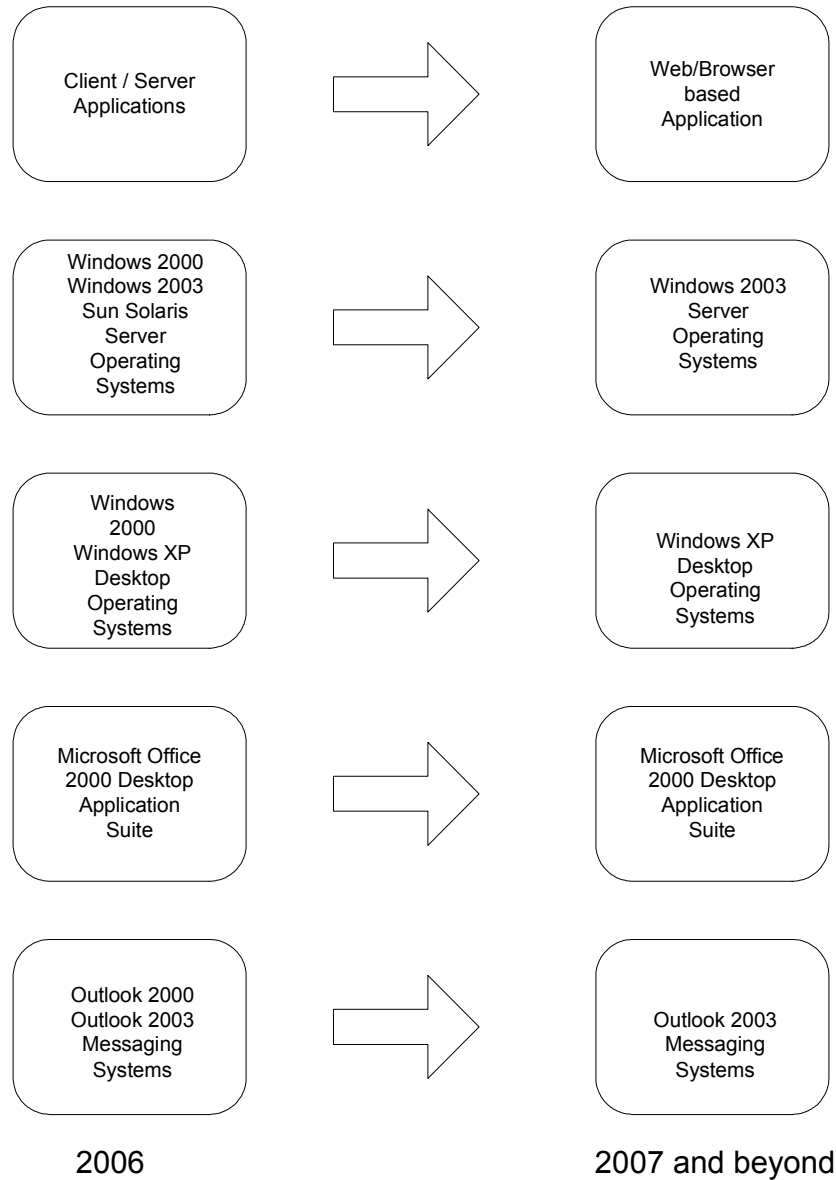 Client / Server
Applications
Web/Browser
based
Application
Windows 2000
Windows 2003
Sun Solaris
Server
Operating
Systems
Windows 2003
Server
Operating
Systems
Windows
2000
Windows XP
Desktop
Operating
Systems
Windows XP
Desktop
Operating
Systems
Microsoft Office
2000 Desktop
Application
Suite
Microsoft Office
2000 Desktop
Application
Suite
Outlook 2000
Outlook 2003
Messaging
Systems
Outlook 2003
Messaging
Systems
2006
2007 and beyond